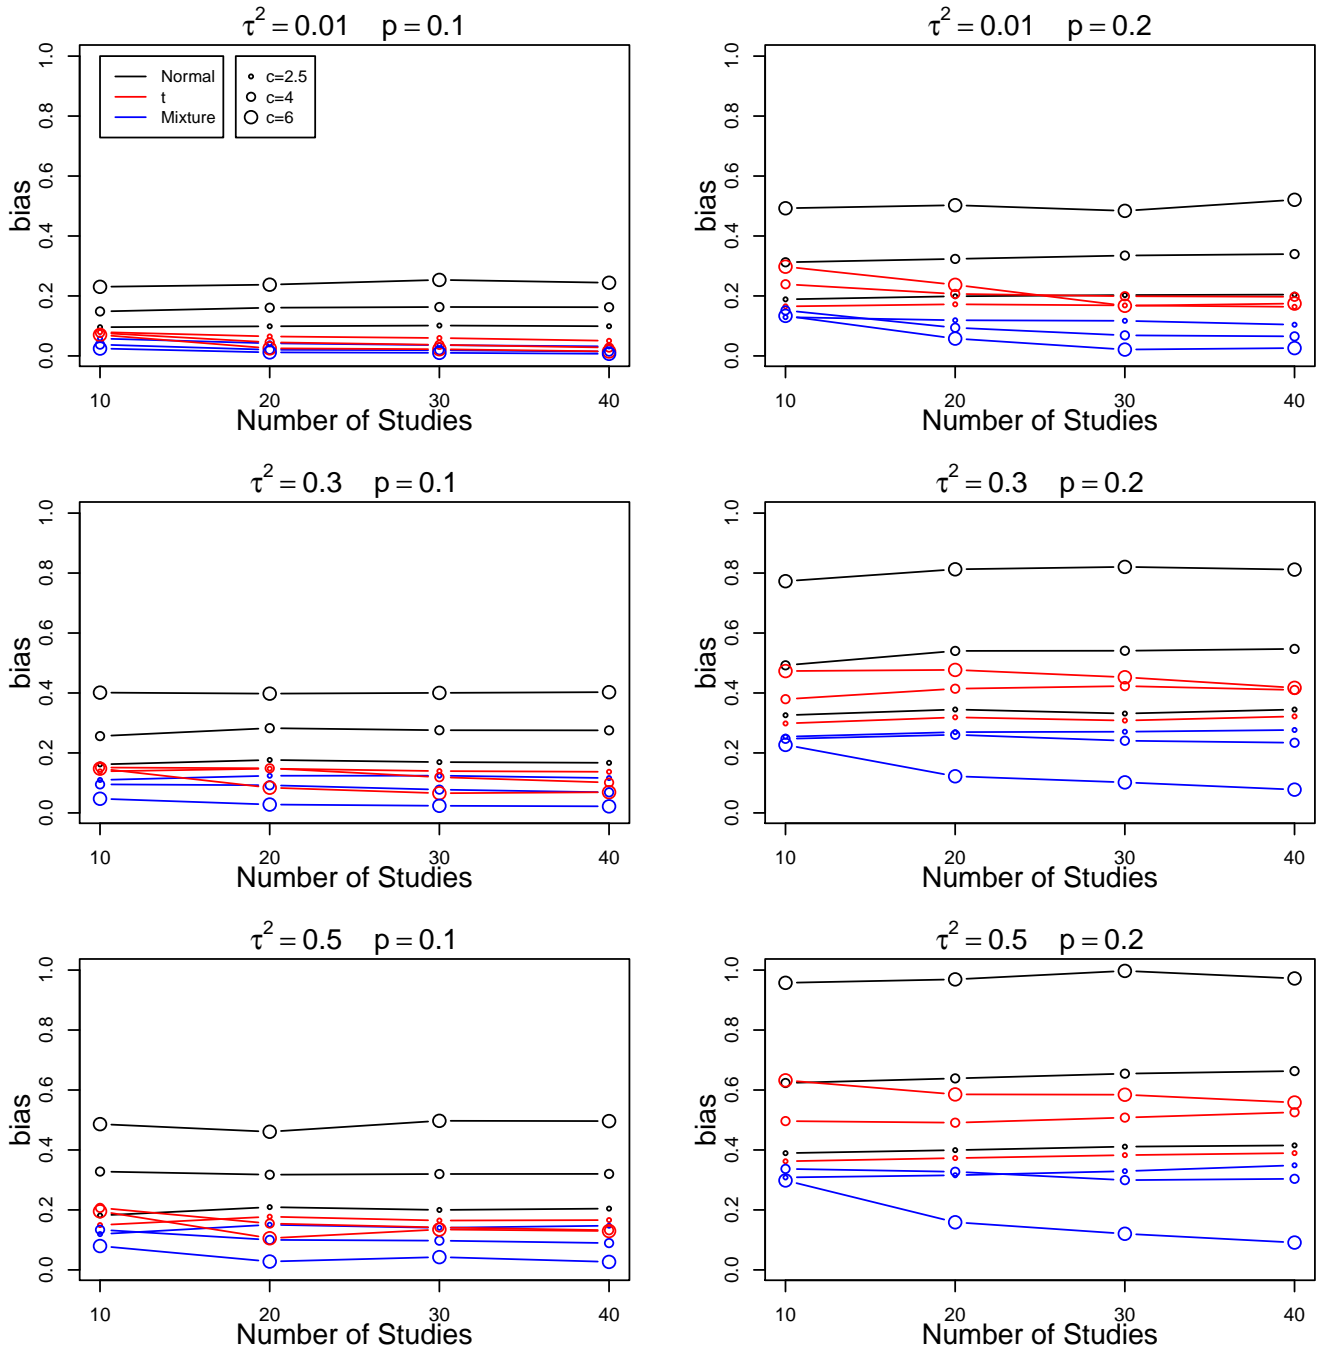 τ² = 0.01 p = 0.1
bias
1.0
0.8
0.6
0.4
0.2
0.0
Normal
t
Mixture
c=2.5
c=4
c=6
10 20 30 40
Number of Studies
τ² = 0.01 p = 0.2
bias
1.0
0.8
0.6
0.4
0.2
0.0
10 20 30 40
Number of Studies
τ² = 0.3 p = 0.1
bias
1.0
0.8
0.6
0.4
0.2
0.0
10 20 30 40
Number of Studies
τ² = 0.3 p = 0.2
bias
1.0
0.8
0.6
0.4
0.2
0.0
10 20 30 40
Number of Studies
τ² = 0.5 p = 0.1
bias
1.0
0.8
0.6
0.4
0.2
0.0
10 20 30 40
Number of Studies
τ² = 0.5 p = 0.2
bias
1.0
0.8
0.6
0.4
0.2
0.0
10 20 30 40
Number of Studies